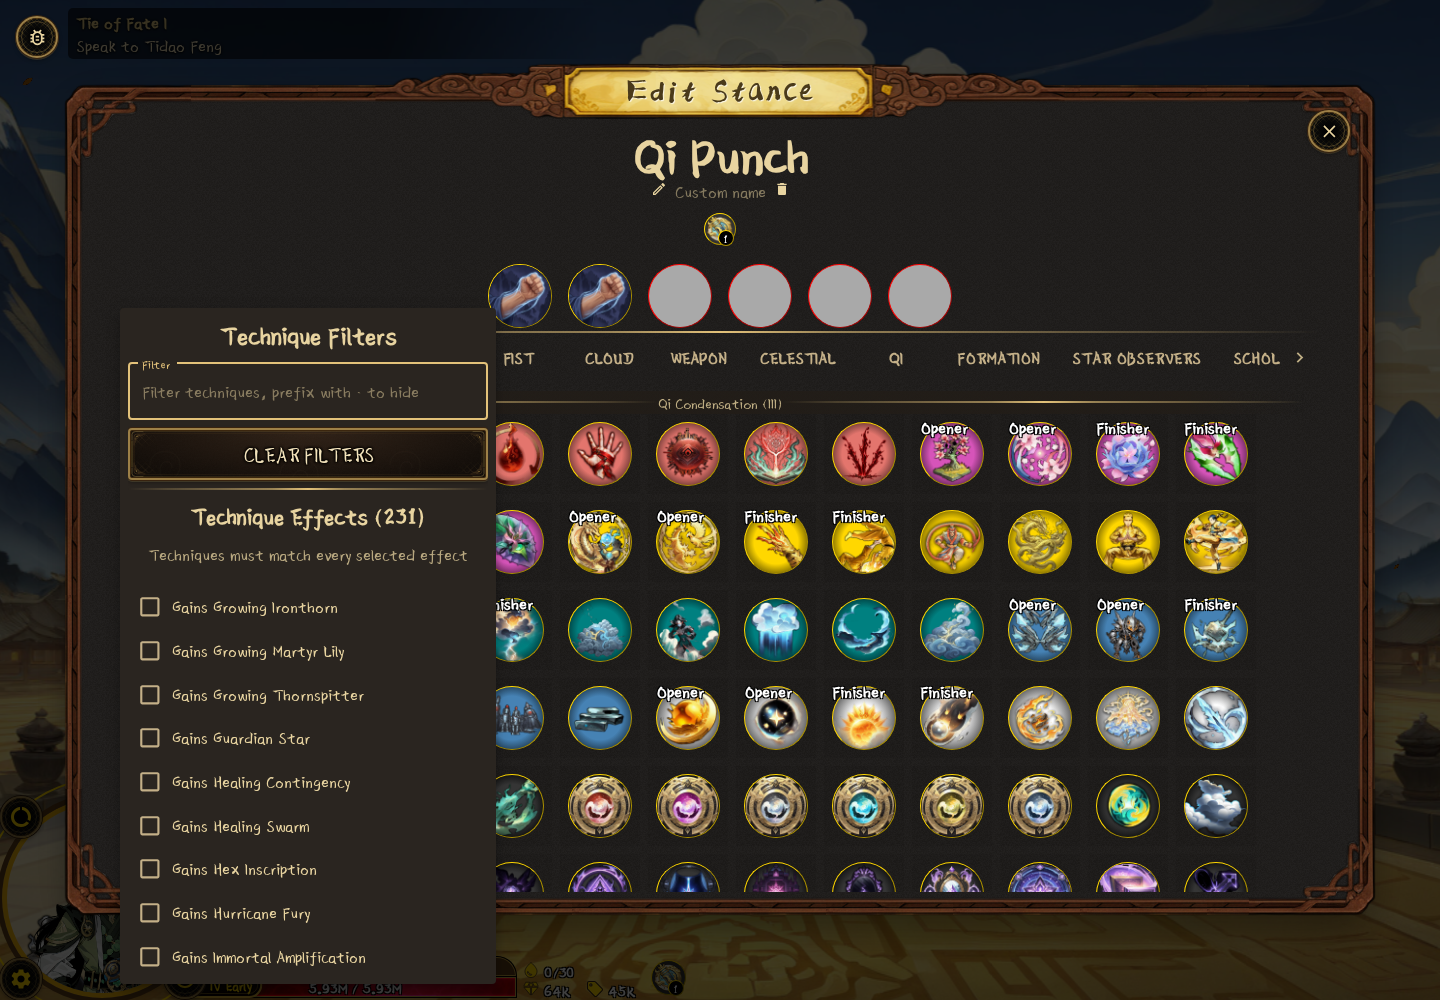 Tie of Fate I
Speak to Tidao Feng
Edit Stance
Qi Punch
Custom name
Technique Filters
Filter
Filter techniques, prefix with - to hide
CLEAR FILTERS
Technique Effects (231)
Techniques must match every selected effect
Gains Growing Ironthorn
Gains Growing Martyr Lily
Gains Growing Thornspitter
Gains Guardian Star
Gains Healing Contingency
Gains Healing Swarm
Gains Hex Inscription
Gains Hurricane Fury
Gains Immortal Amplification
FIST CLOUD WEAPON CELESTIAL QI FORMATION STAR OBSERVERS SCHOL
Qi Condensation (111)
Opener Opener Finisher Finisher
Opener Opener Finisher Finisher
nisher Opener Opener Finisher
Opener Opener Finisher Finisher
IV Early
5.93M / 5.93M
0/30
64K 45K